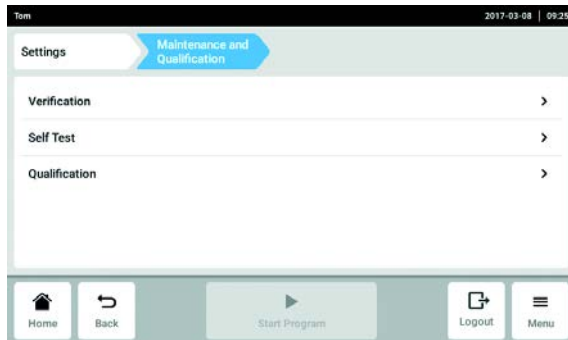 Tom
2017-03-08 | 09:25
Settings
Maintenance and
Qualification
Verification
Self Test
Qualification
Home
Back
Start Program
Logout
Menu